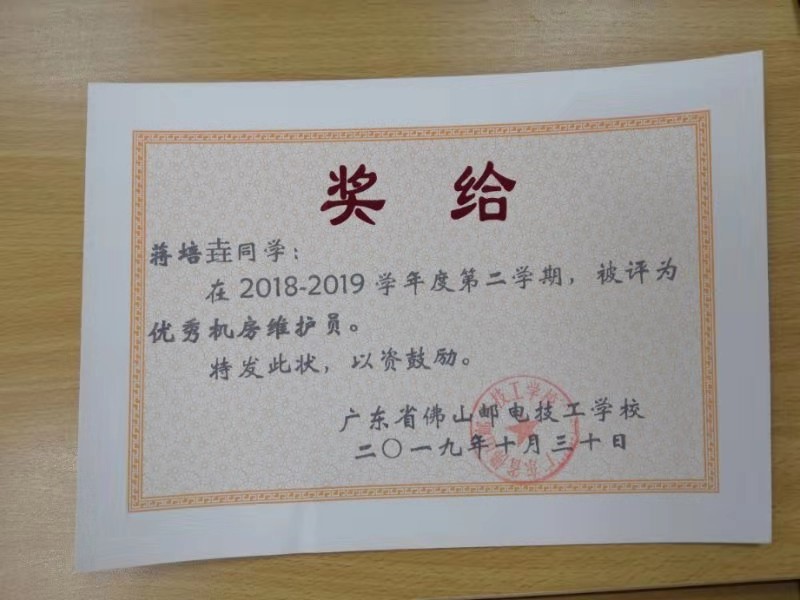 奖 给
蒋培垚同学：
在 2018-2019 学年度第二学期，被评为
优秀机房维护员。
特发此状，以资鼓励。
广东省佛山邮电技工学校
二〇一九年十月三十日